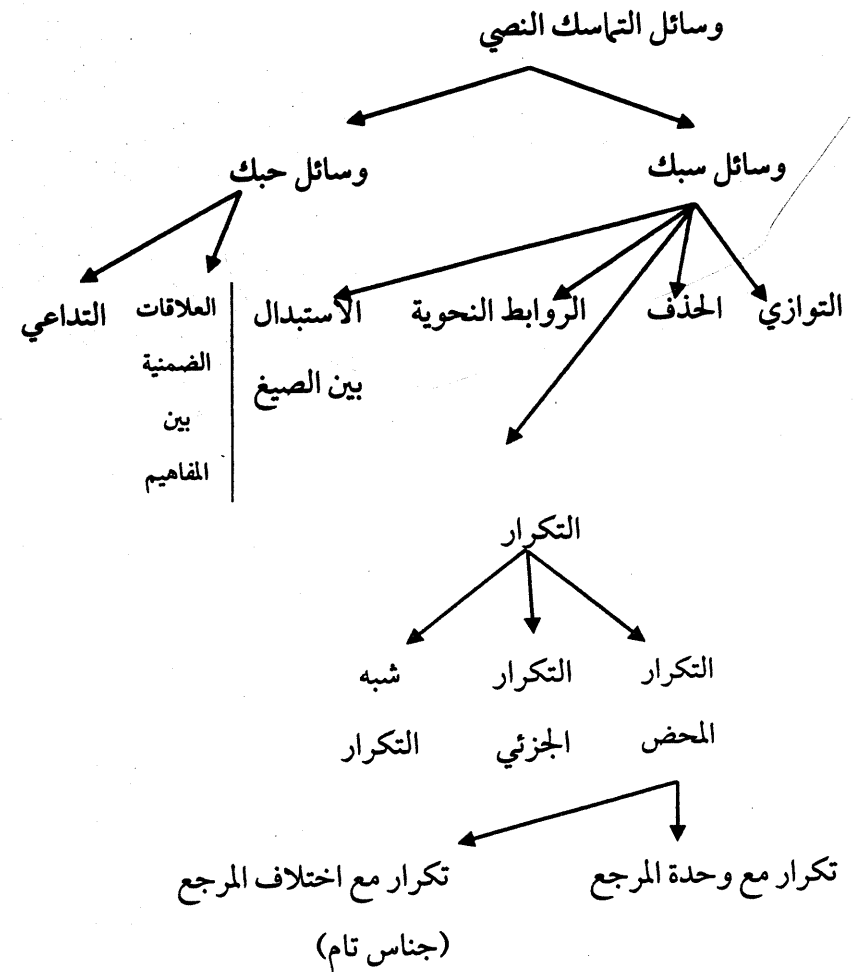 وسائل التماسك النصي
وسائل سبك
وسائل حبك
التوازي
الحذف
الروابط النحوية
الاستبدال
بين الصيغ
العلاقات
الضمنية
بين
المفاهيم
التداعي
التكرار
التكرار
المحض
التكرار
الجزئي
شبه
التكرار
تكرار مع وحدة المرجع
تكرار مع اختلاف المرجع
(جناس تام)